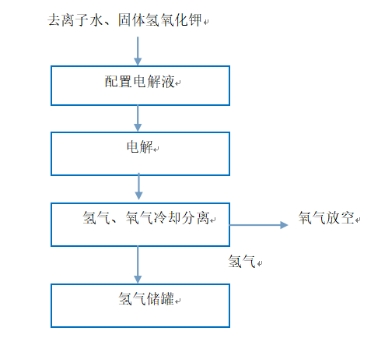 去离子水、固体氢氧化钾
配置电解液
电解
氢气、氧气冷却分离
氧气放空
氢气
氢气储罐